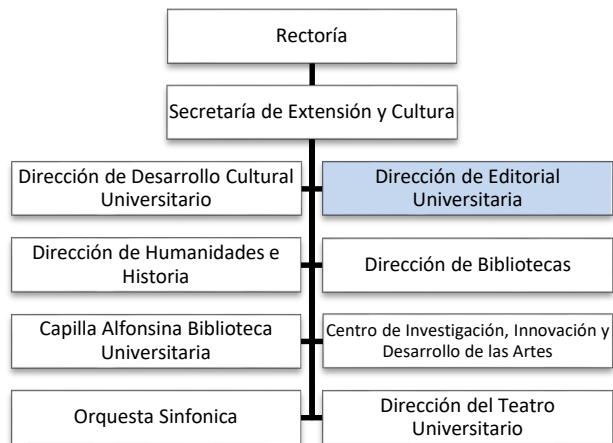 Rectoría
Secretaría de Extensión y Cultura
Dirección de Desarrollo Cultural
Universitario
Dirección de Editorial
Universitaria
Dirección de Humanidades e
Historia
Dirección de Bibliotecas
Capilla Alfonsina Biblioteca
Universitaria
Centro de Investigación, Innovación y
Desarrollo de las Artes
Orquesta Sinfonica
Dirección del Teatro
Universitario